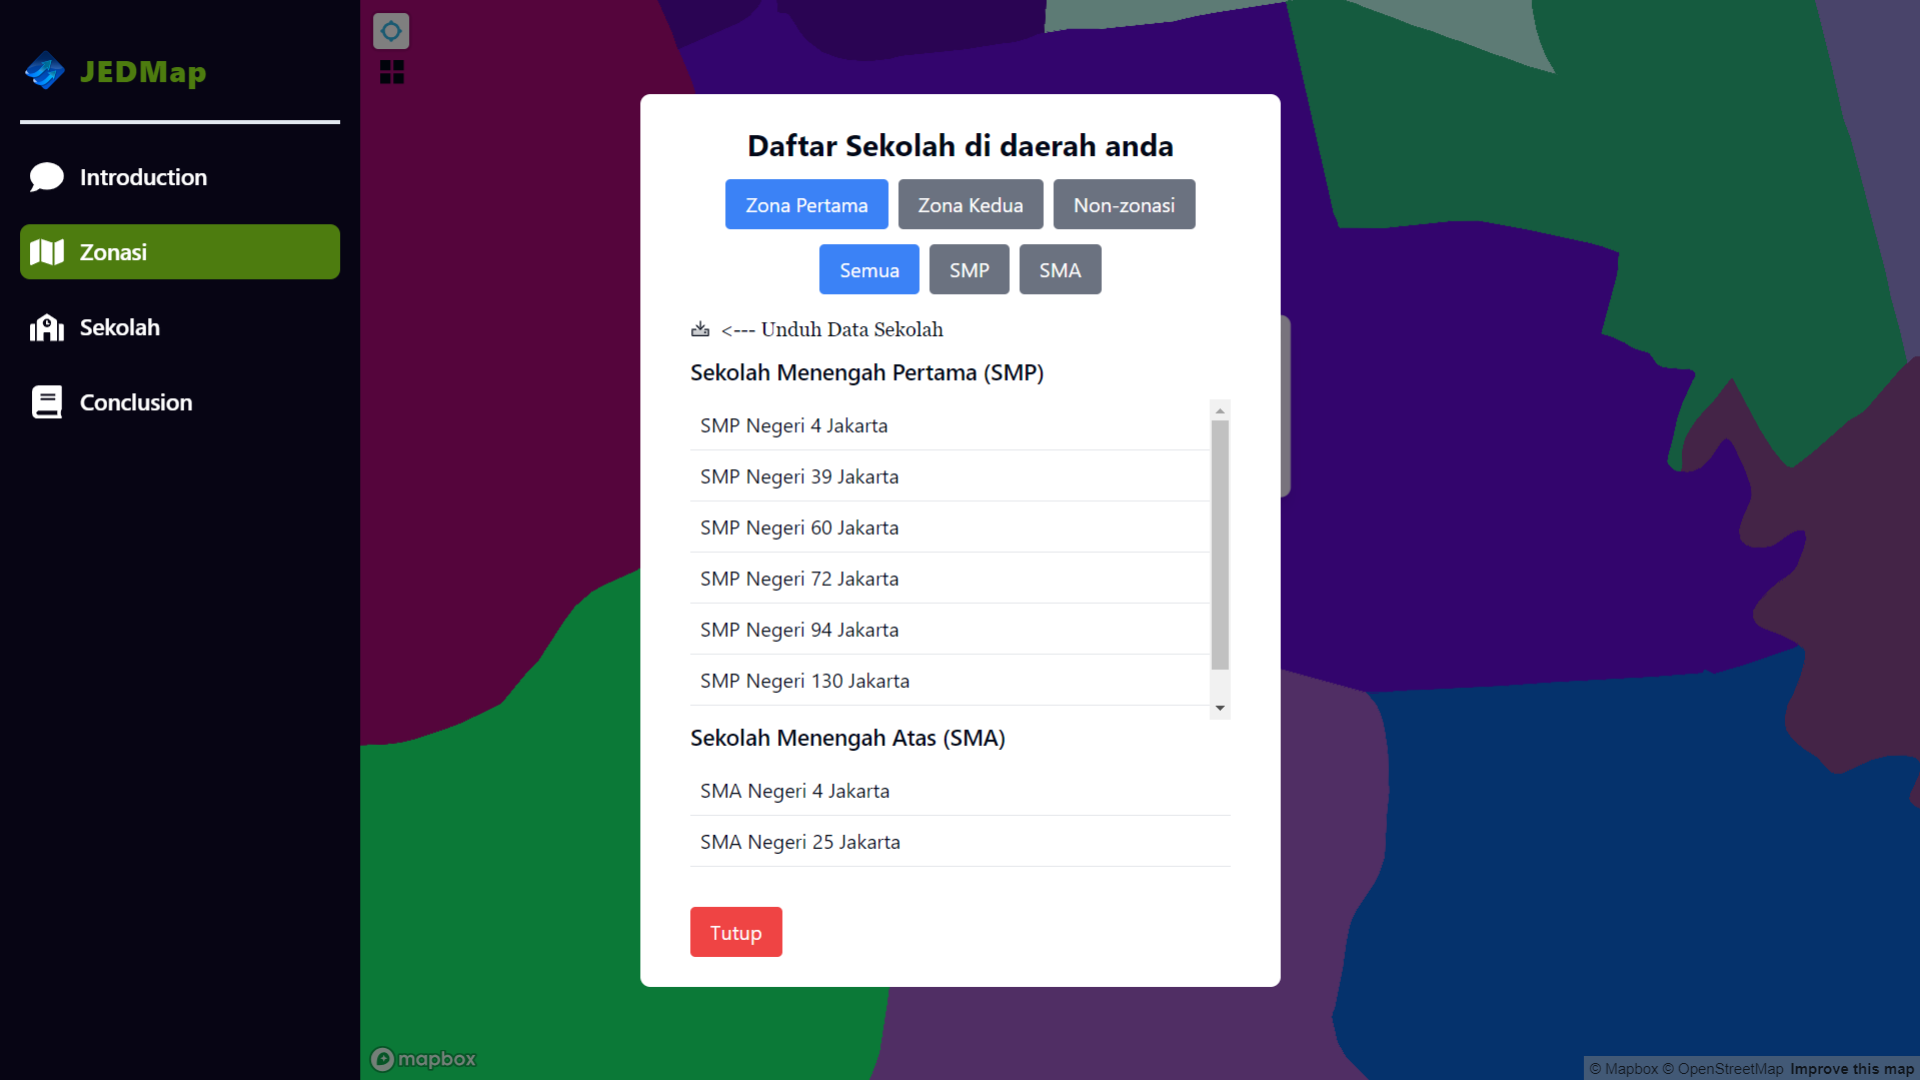 JEDMap
Introduction
Zonasi
Sekolah
Conclusion
Daftar Sekolah di daerah anda
Zona Pertama
Zona Kedua
Non-zonasi
Semua
SMP
SMA
<--- Unduh Data Sekolah
Sekolah Menengah Pertama (SMP)
SMP Negeri 4 Jakarta
SMP Negeri 39 Jakarta
SMP Negeri 60 Jakarta
SMP Negeri 72 Jakarta
SMP Negeri 94 Jakarta
SMP Negeri 130 Jakarta
Sekolah Menengah Atas (SMA)
SMA Negeri 4 Jakarta
SMA Negeri 25 Jakarta
Tutup
mapbox
© Mapbox © OpenStreetMap Improve this map